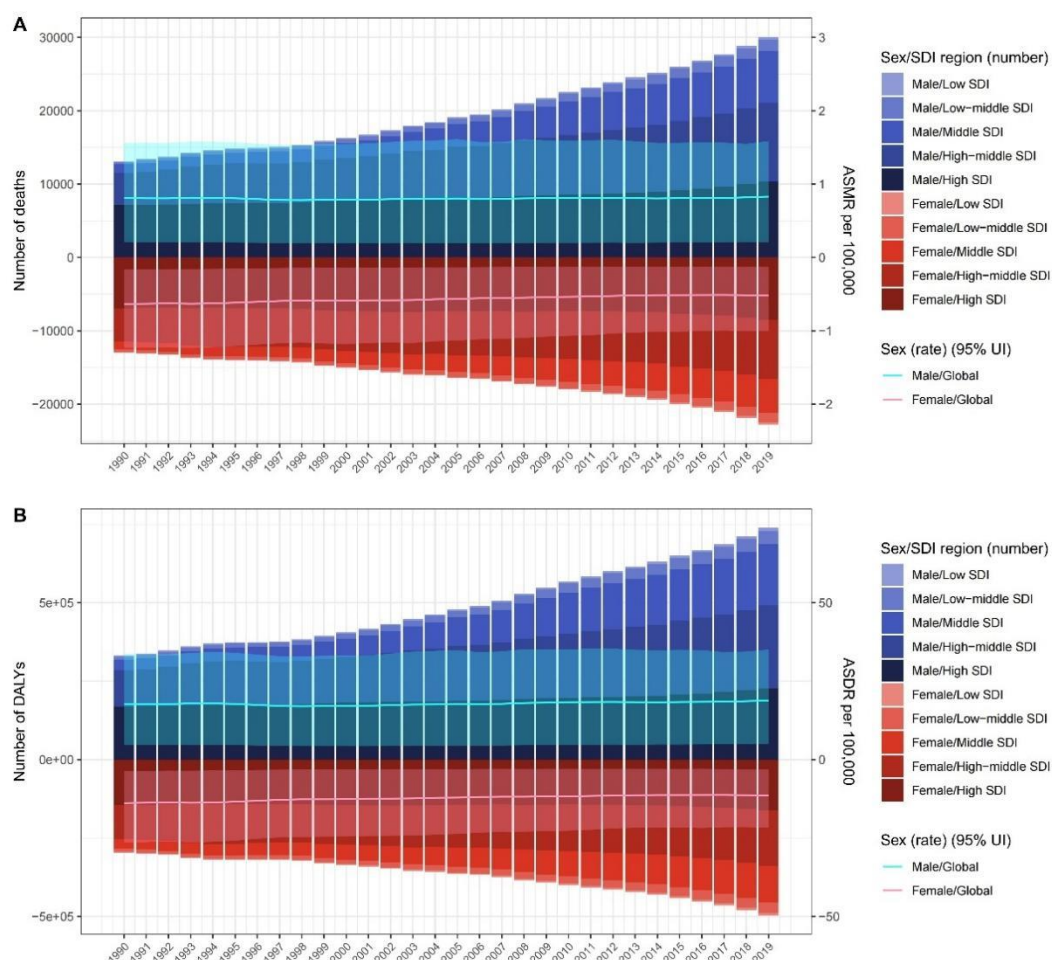 A
30000
20000
10000
0
−10000
−20000
Number of deaths
3
2
1
0
−1
−2
ASMR per 100,000
1990 1991 1992 1993 1994 1995 1996 1997 1998 1999 2000 2001 2002 2003 2004 2005 2006 2007 2008 2009 2010 2011 2012 2013 2014 2015 2016 2017 2018 2019
Sex/SDI region (number)
Male/Low SDI
Male/Low−middle SDI
Male/Middle SDI
Male/High−middle SDI
Male/High SDI
Female/Low SDI
Female/Low−middle SDI
Female/Middle SDI
Female/High−middle SDI
Female/High SDI
Sex (rate) (95% UI)
Male/Global
Female/Global
B
5e+05
0e+00
−5e+05
Number of DALYs
50
0
−50
ASDR per 100,000
1990 1991 1992 1993 1994 1995 1996 1997 1998 1999 2000 2001 2002 2003 2004 2005 2006 2007 2008 2009 2010 2011 2012 2013 2014 2015 2016 2017 2018 2019
Sex/SDI region (number)
Male/Low SDI
Male/Low−middle SDI
Male/Middle SDI
Male/High−middle SDI
Male/High SDI
Female/Low SDI
Female/Low−middle SDI
Female/Middle SDI
Female/High−middle SDI
Female/High SDI
Sex (rate) (95% UI)
Male/Global
Female/Global